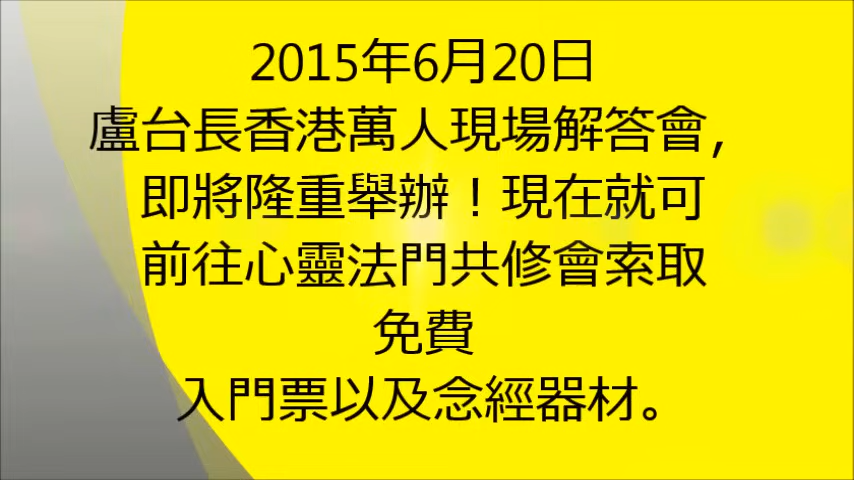 2015年6月20日
盧台長香港萬人現場解答會，
即將隆重舉辦！現在就可
前往心靈法門共修會索取
免費
入門票以及念經器材。